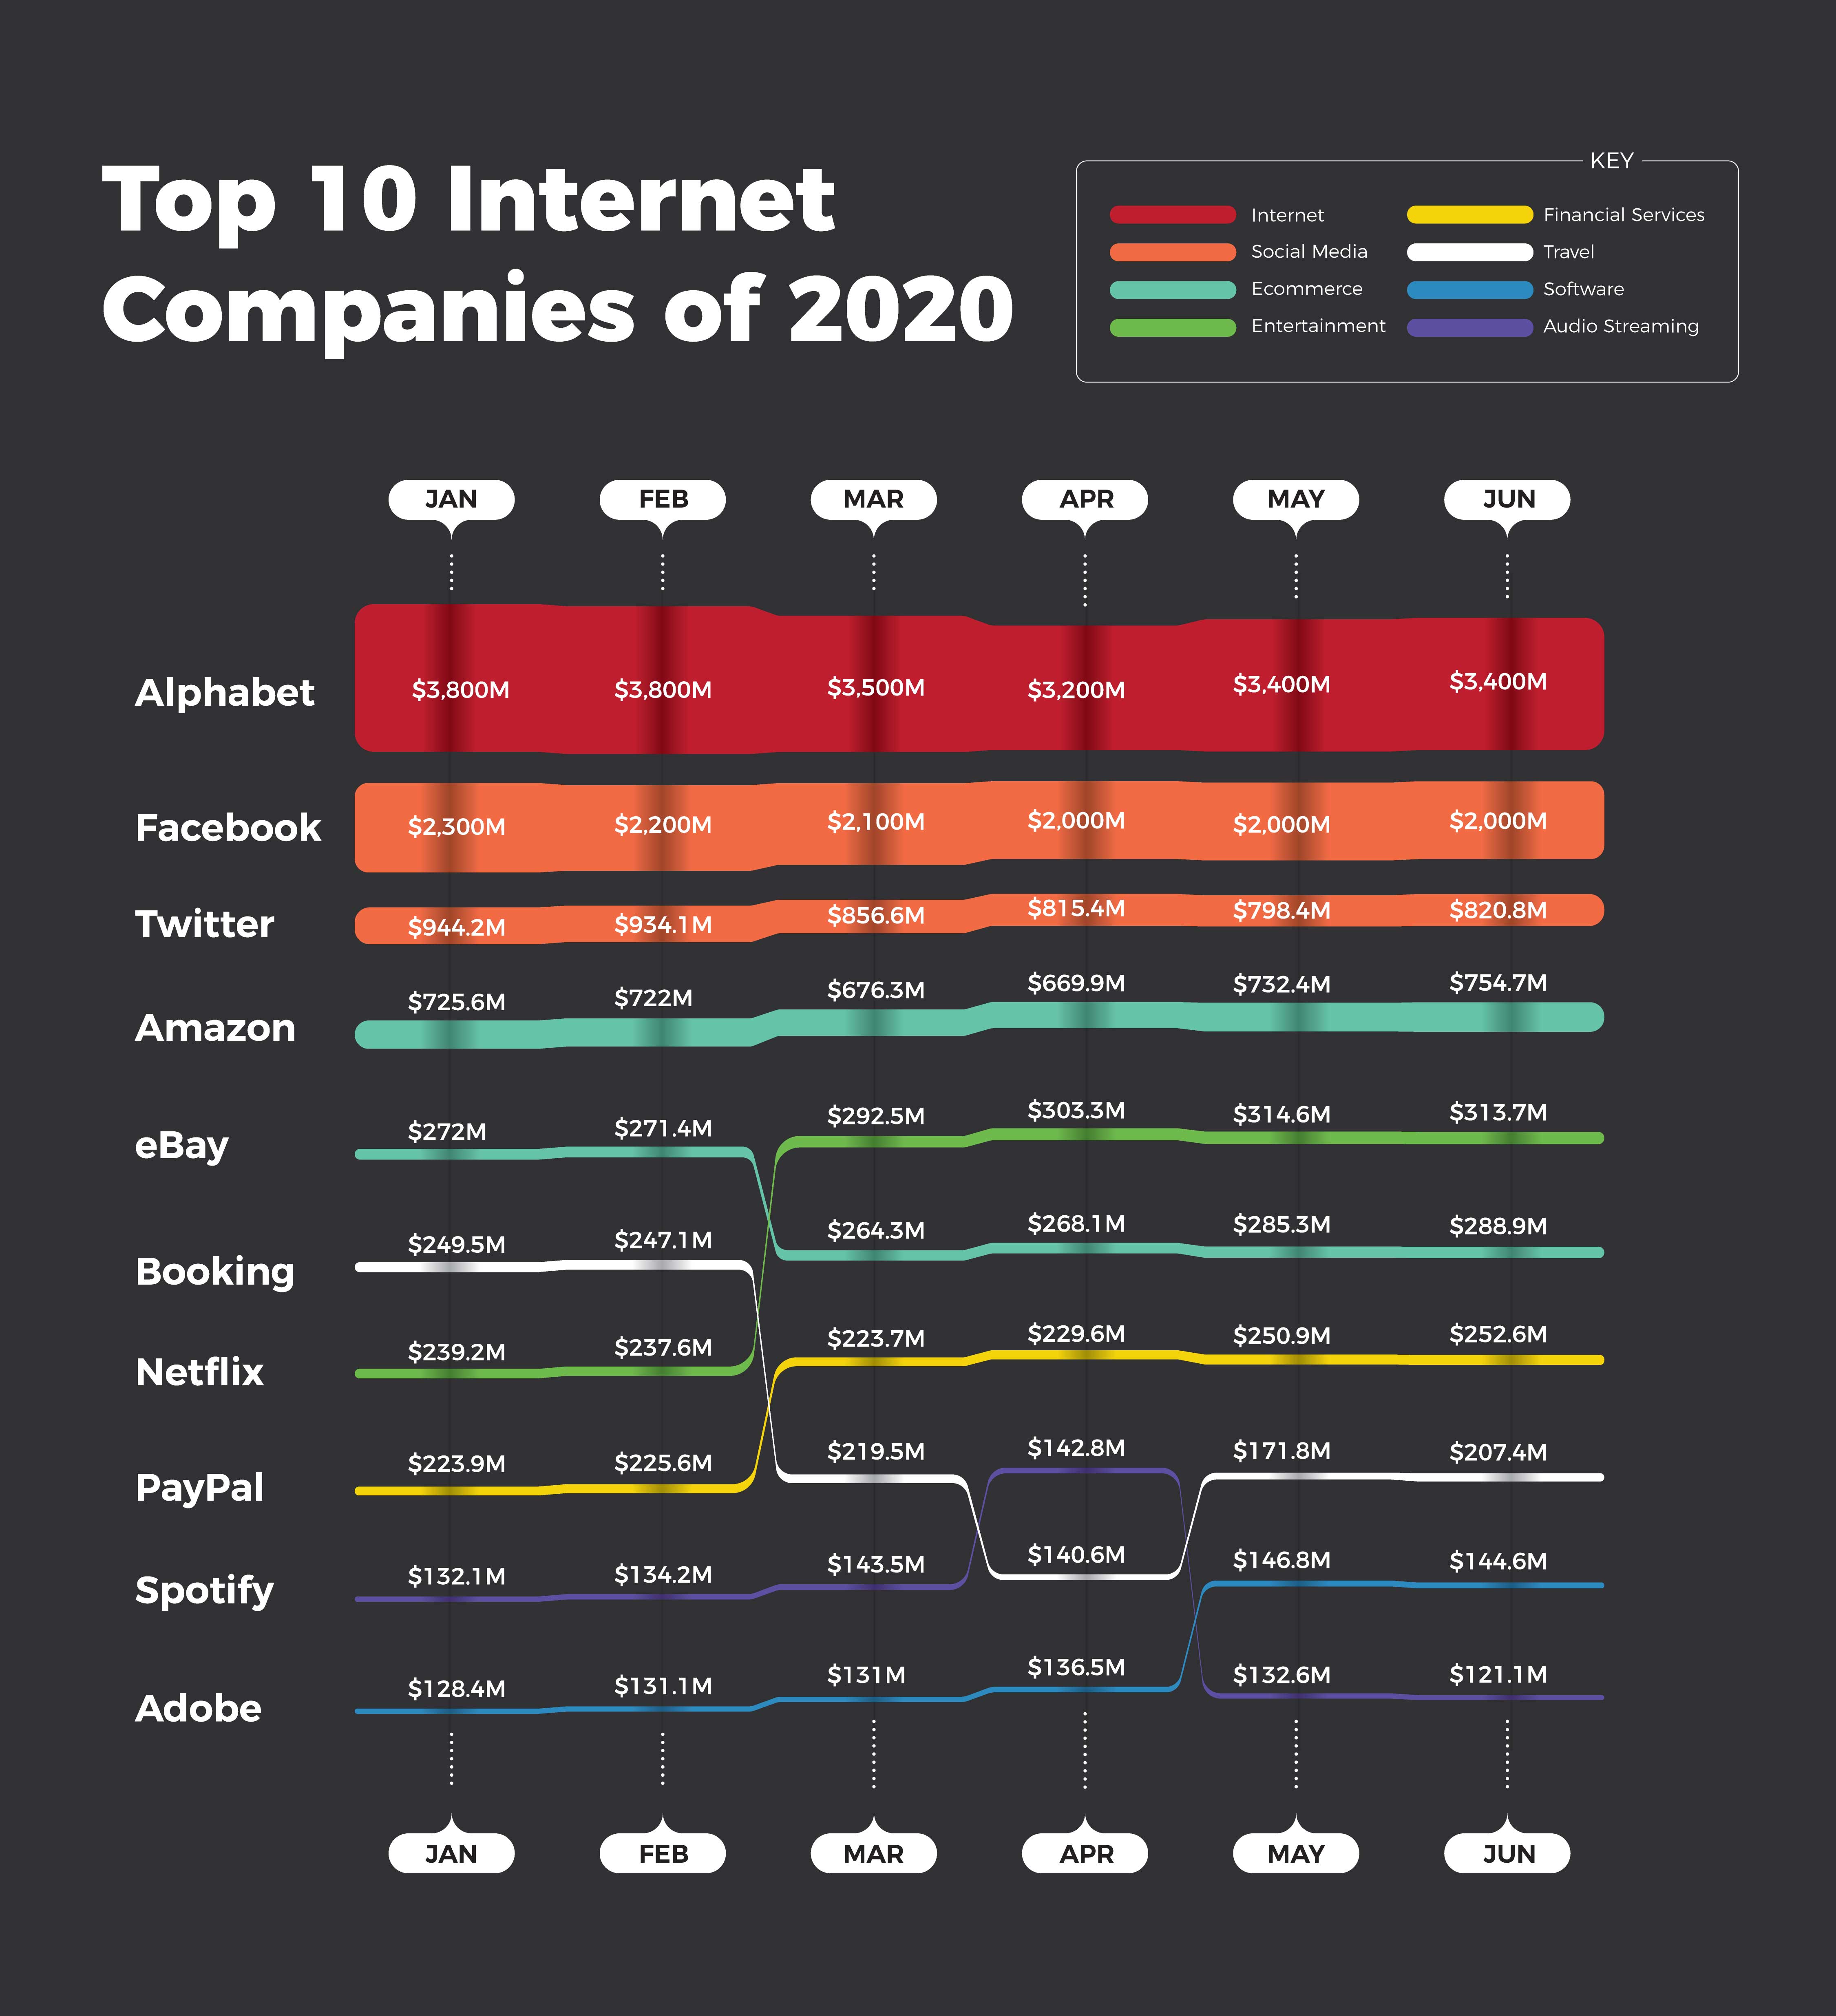 Top 10 Internet
Companies of 2020
KEY
Internet
Financial Services
Social Media
Travel
Ecommerce
Software
Entertainment
Audio Streaming
JAN FEB MAR APR MAY JUN
Alphabet $3,800M $3,800M $3,500M $3,200M $3,400M $3,400M
Facebook $2,300M $2,200M $2,100M $2,000M $2,000M $2,000M
Twitter $944.2M $934.1M $856.6M $815.4M $798.4M $820.8M
Amazon $725.6M $722M $676.3M $669.9M $732.4M $754.7M
eBay $272M $271.4M $292.5M $303.3M $314.6M $313.7M
Booking $249.5M $247.1M $264.3M $268.1M $285.3M $288.9M
Netflix $239.2M $237.6M $223.7M $229.6M $250.9M $252.6M
PayPal $223.9M $225.6M $219.5M $142.8M $171.8M $207.4M
Spotify $132.1M $134.2M $143.5M $140.6M $146.8M $144.6M
Adobe $128.4M $131.1M $131M $136.5M $132.6M $121.1M
JAN FEB MAR APR MAY JUN